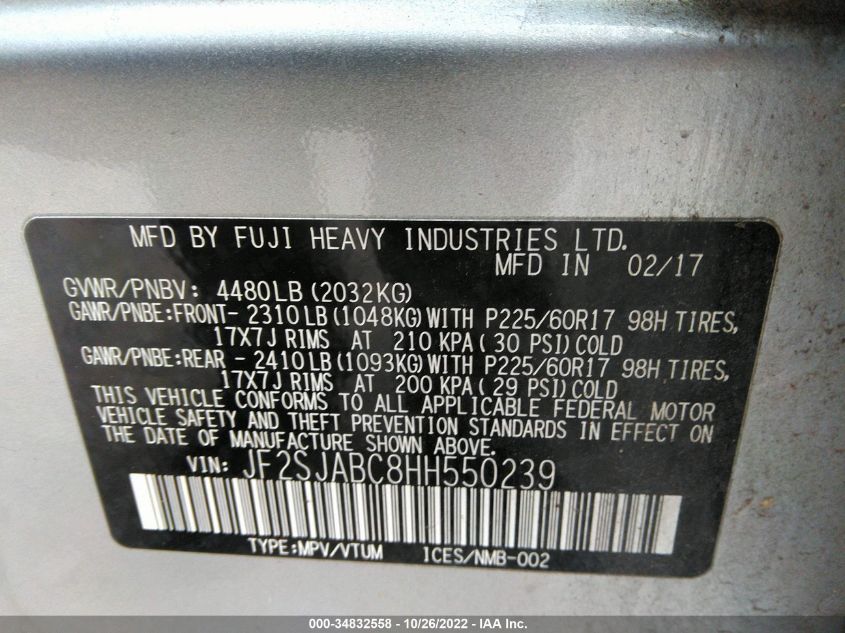 MFD BY FUJI HEAVY INDUSTRIES LTD.
MFD IN 02/17
GVWR/PNBV: 4480LB(2032KG)
GAWR/PNBE:FRONT- 2310LB(1048KG)WITH P225/60R17 98H TIRES,
17X7J RIMS AT 210 KPA( 30 PSI)COLD
GAWR/PNBE:REAR - 2410LB(1093KG)WITH P225/60R17 98H TIRES,
17X7J RIMS AT 200 KPA( 29 PSI)COLD
THIS VEHICLE CONFORMS TO ALL APPLICABLE FEDERAL MOTOR
VEHICLE SAFETY AND THEFT PREVENTION STANDARDS IN EFFECT ON
THE DATE OF MANUFACTURE SHOWN ABOVE.
VIN: JF2SJABC8HH550239
TYPE:MPV/VTUM ICES/NMB-002
000-34832558 - 10/26/2022 - IAA Inc.